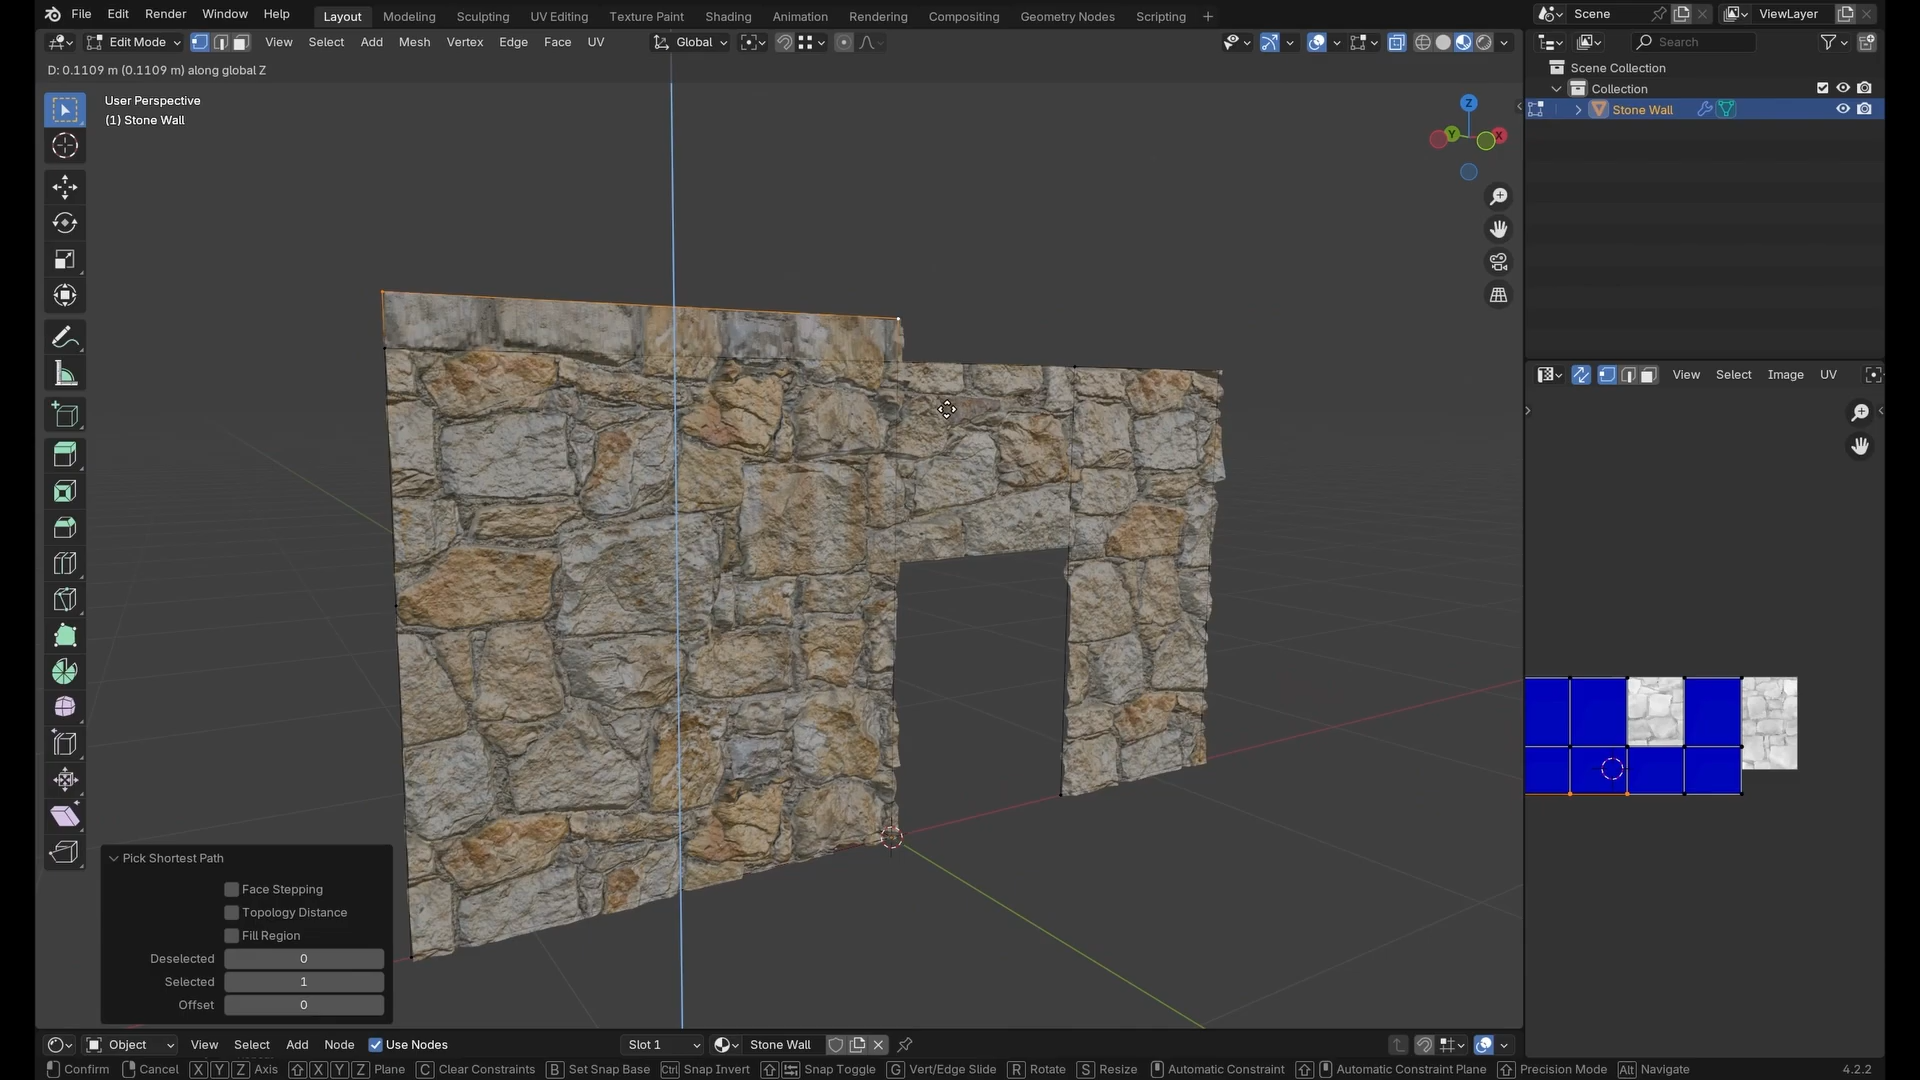 File Edit Render Window Help
Layout Modeling Sculpting UV Editing Texture Paint Shading Animation Rendering Compositing Geometry Nodes Scripting +
Scene ViewLayer
Edit Mode View Select Add Mesh Vertex Edge Face UV Global
Search
D: 0.1109 m (0.1109 m) along global Z
Scene Collection
Collection
Stone Wall
User Perspective
(1) Stone Wall
Z
Y X
View Select Image UV
Pick Shortest Path
Face Stepping
Topology Distance
Fill Region
Deselected 0
Selected 1
Offset 0
Object View Select Add Node Use Nodes Slot 1 Stone Wall
Confirm Cancel X Y Z Axis X Y Z Plane C Clear Constraints B Set Snap Base Ctrl Snap Invert Snap Toggle G Vert/Edge Slide R Rotate S Resize Automatic Constraint Automatic Constraint Plane Precision Mode Alt Navigate 4.2.2